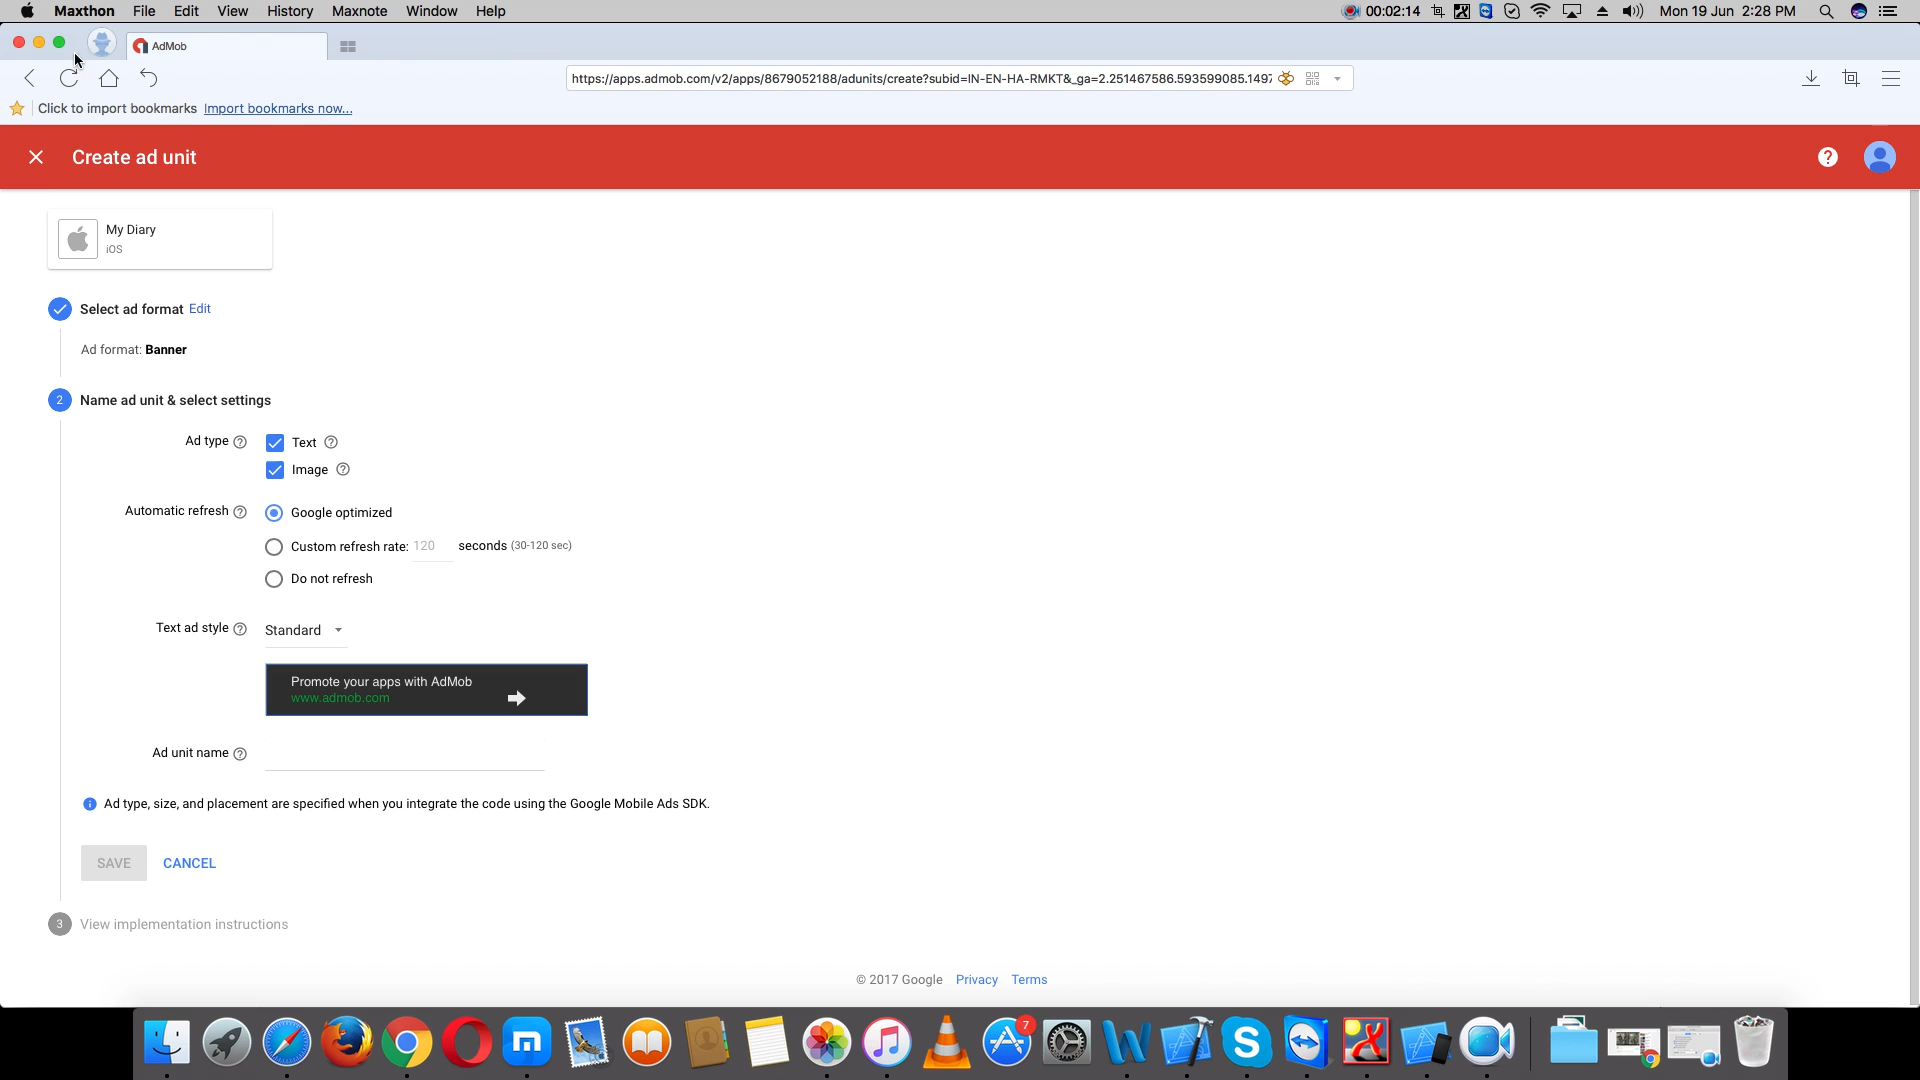 Maxthon File Edit View History Maxnote Window Help 00:02:14 Mon 19 Jun 2:28 PM
AdMob
https://apps.admob.com/v2/apps/8679052188/adunits/create?subid=IN-EN-HA-RMKT&_ga=2.251467586.593599085.1497
Click to import bookmarks Import bookmarks now...
Create ad unit
My Diary
iOS
Select ad format Edit
Ad format: Banner
2 Name ad unit & select settings
Ad type Text
Image
Automatic refresh Google optimized
Custom refresh rate: 120 seconds (30-120 sec)
Do not refresh
Text ad style Standard
Promote your apps with AdMob
www.admob.com
Ad unit name
Ad type, size, and placement are specified when you integrate the code using the Google Mobile Ads SDK.
SAVE CANCEL
3 View implementation instructions
© 2017 Google Privacy Terms
7